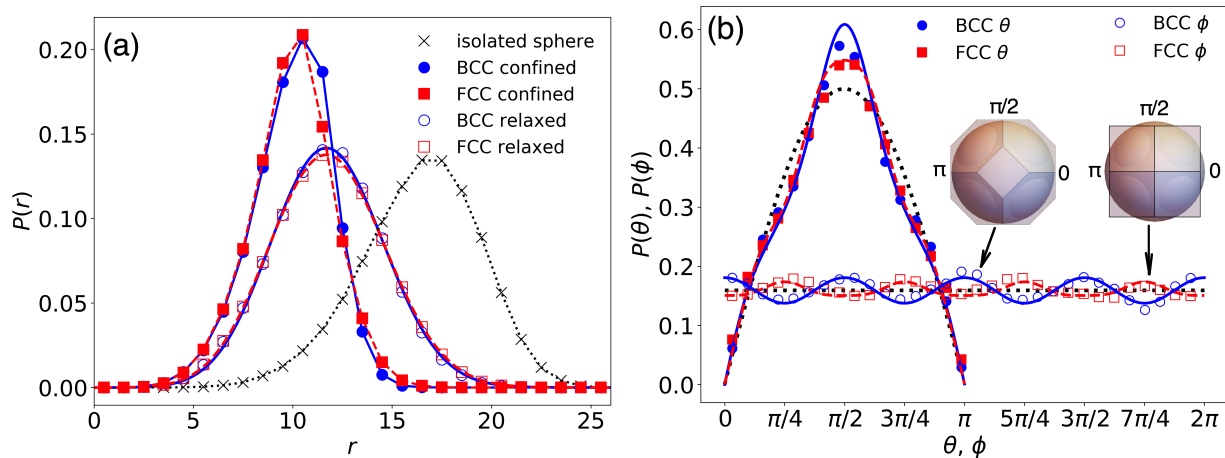 (a)
isolated sphere
BCC confined
FCC confined
BCC relaxed
FCC relaxed
P(r)
0.20
0.15
0.10
0.05
0.00
0 5 10 15 20 25
r
(b)
BCC θ
FCC θ
BCC ϕ
FCC ϕ
P(θ), P(ϕ)
0.6
0.5
0.4
0.3
0.2
0.1
0.0
π/2
π 0
π/2
π 0
0 π/4 π/2 3π/4 π 5π/4 3π/2 7π/4 2π
θ, ϕ